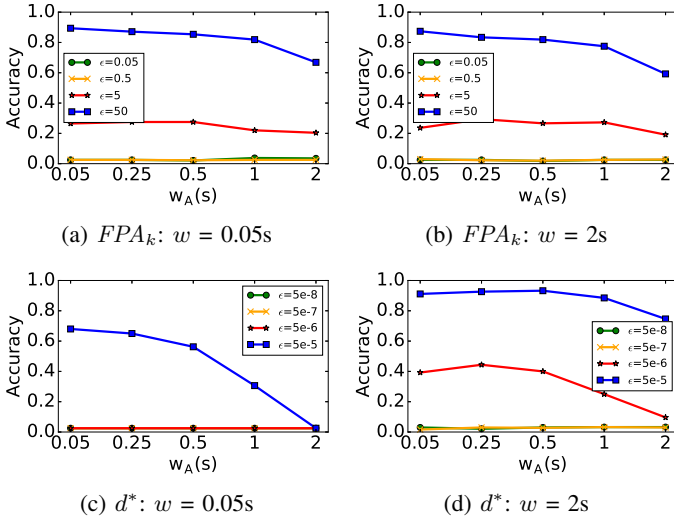 1.0
0.8
0.6
0.4
0.2
0.0
Accuracy
ϵ=0.05
ϵ=0.5
ϵ=5
ϵ=50
0.05 0.25 0.5 1 2
w_A(s)
(a) FPA_k: w = 0.05s
1.0
0.8
0.6
0.4
0.2
0.0
Accuracy
ϵ=0.05
ϵ=0.5
ϵ=5
ϵ=50
0.05 0.25 0.5 1 2
w_A(s)
(b) FPA_k: w = 2s
1.0
0.8
0.6
0.4
0.2
0.0
Accuracy
ϵ=5e-8
ϵ=5e-7
ϵ=5e-6
ϵ=5e-5
0.05 0.25 0.5 1 2
w_A(s)
(c) d*: w = 0.05s
1.0
0.8
0.6
0.4
0.2
0.0
Accuracy
ϵ=5e-8
ϵ=5e-7
ϵ=5e-6
ϵ=5e-5
0.05 0.25 0.5 1 2
w_A(s)
(d) d*: w = 2s